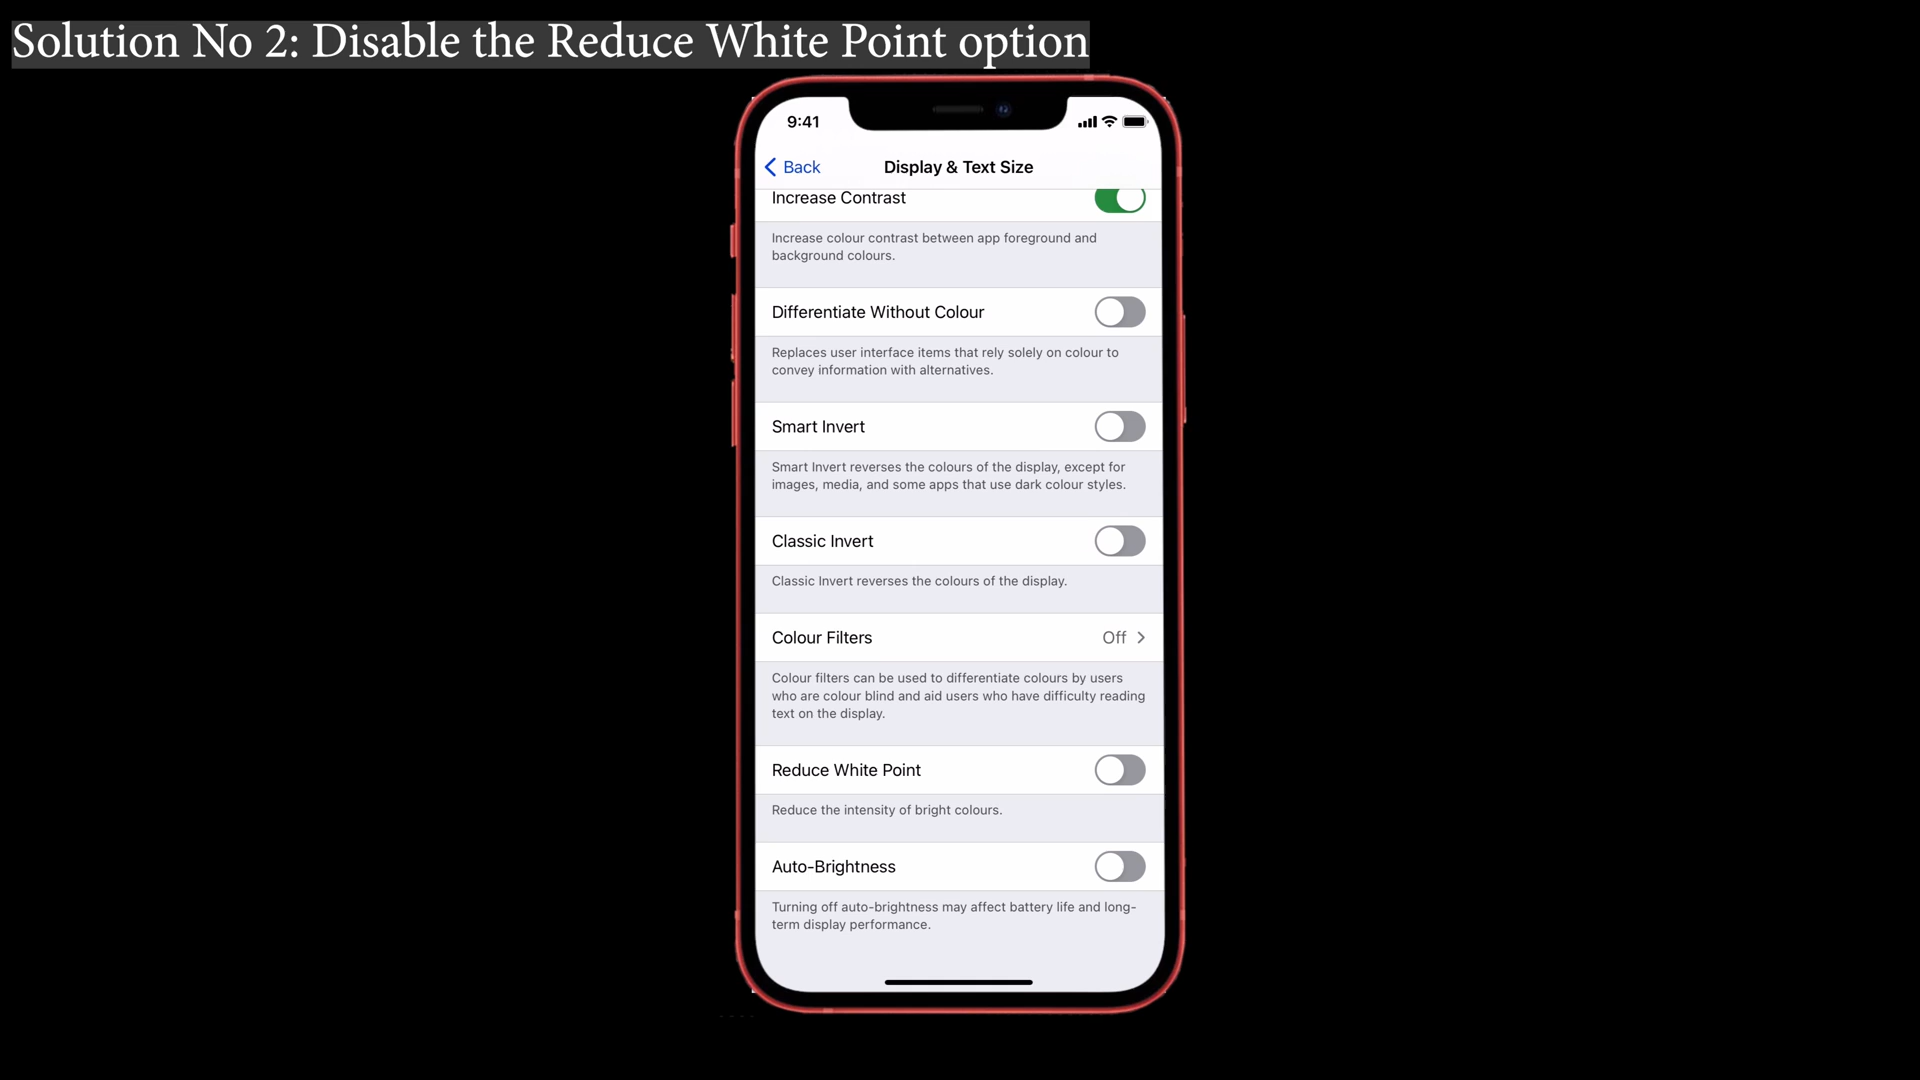 Solution No 2: Disable the Reduce White Point option
9:41
Back
Display & Text Size
Increase Contrast
Increase colour contrast between app foreground and
background colours.
Differentiate Without Colour
Replaces user interface items that rely solely on colour to
convey information with alternatives.
Smart Invert
Smart Invert reverses the colours of the display, except for
images, media, and some apps that use dark colour styles.
Classic Invert
Classic Invert reverses the colours of the display.
Colour Filters
Off
Colour filters can be used to differentiate colours by users
who are colour blind and aid users who have difficulty reading
text on the display.
Reduce White Point
Reduce the intensity of bright colours.
Auto-Brightness
Turning off auto-brightness may affect battery life and long-
term display performance.